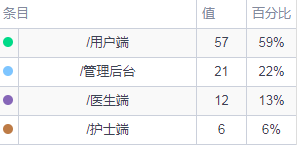 条目 值 百分比
/用户端 57 59%
/管理后台 21 22%
/医生端 12 13%
/护士端 6 6%